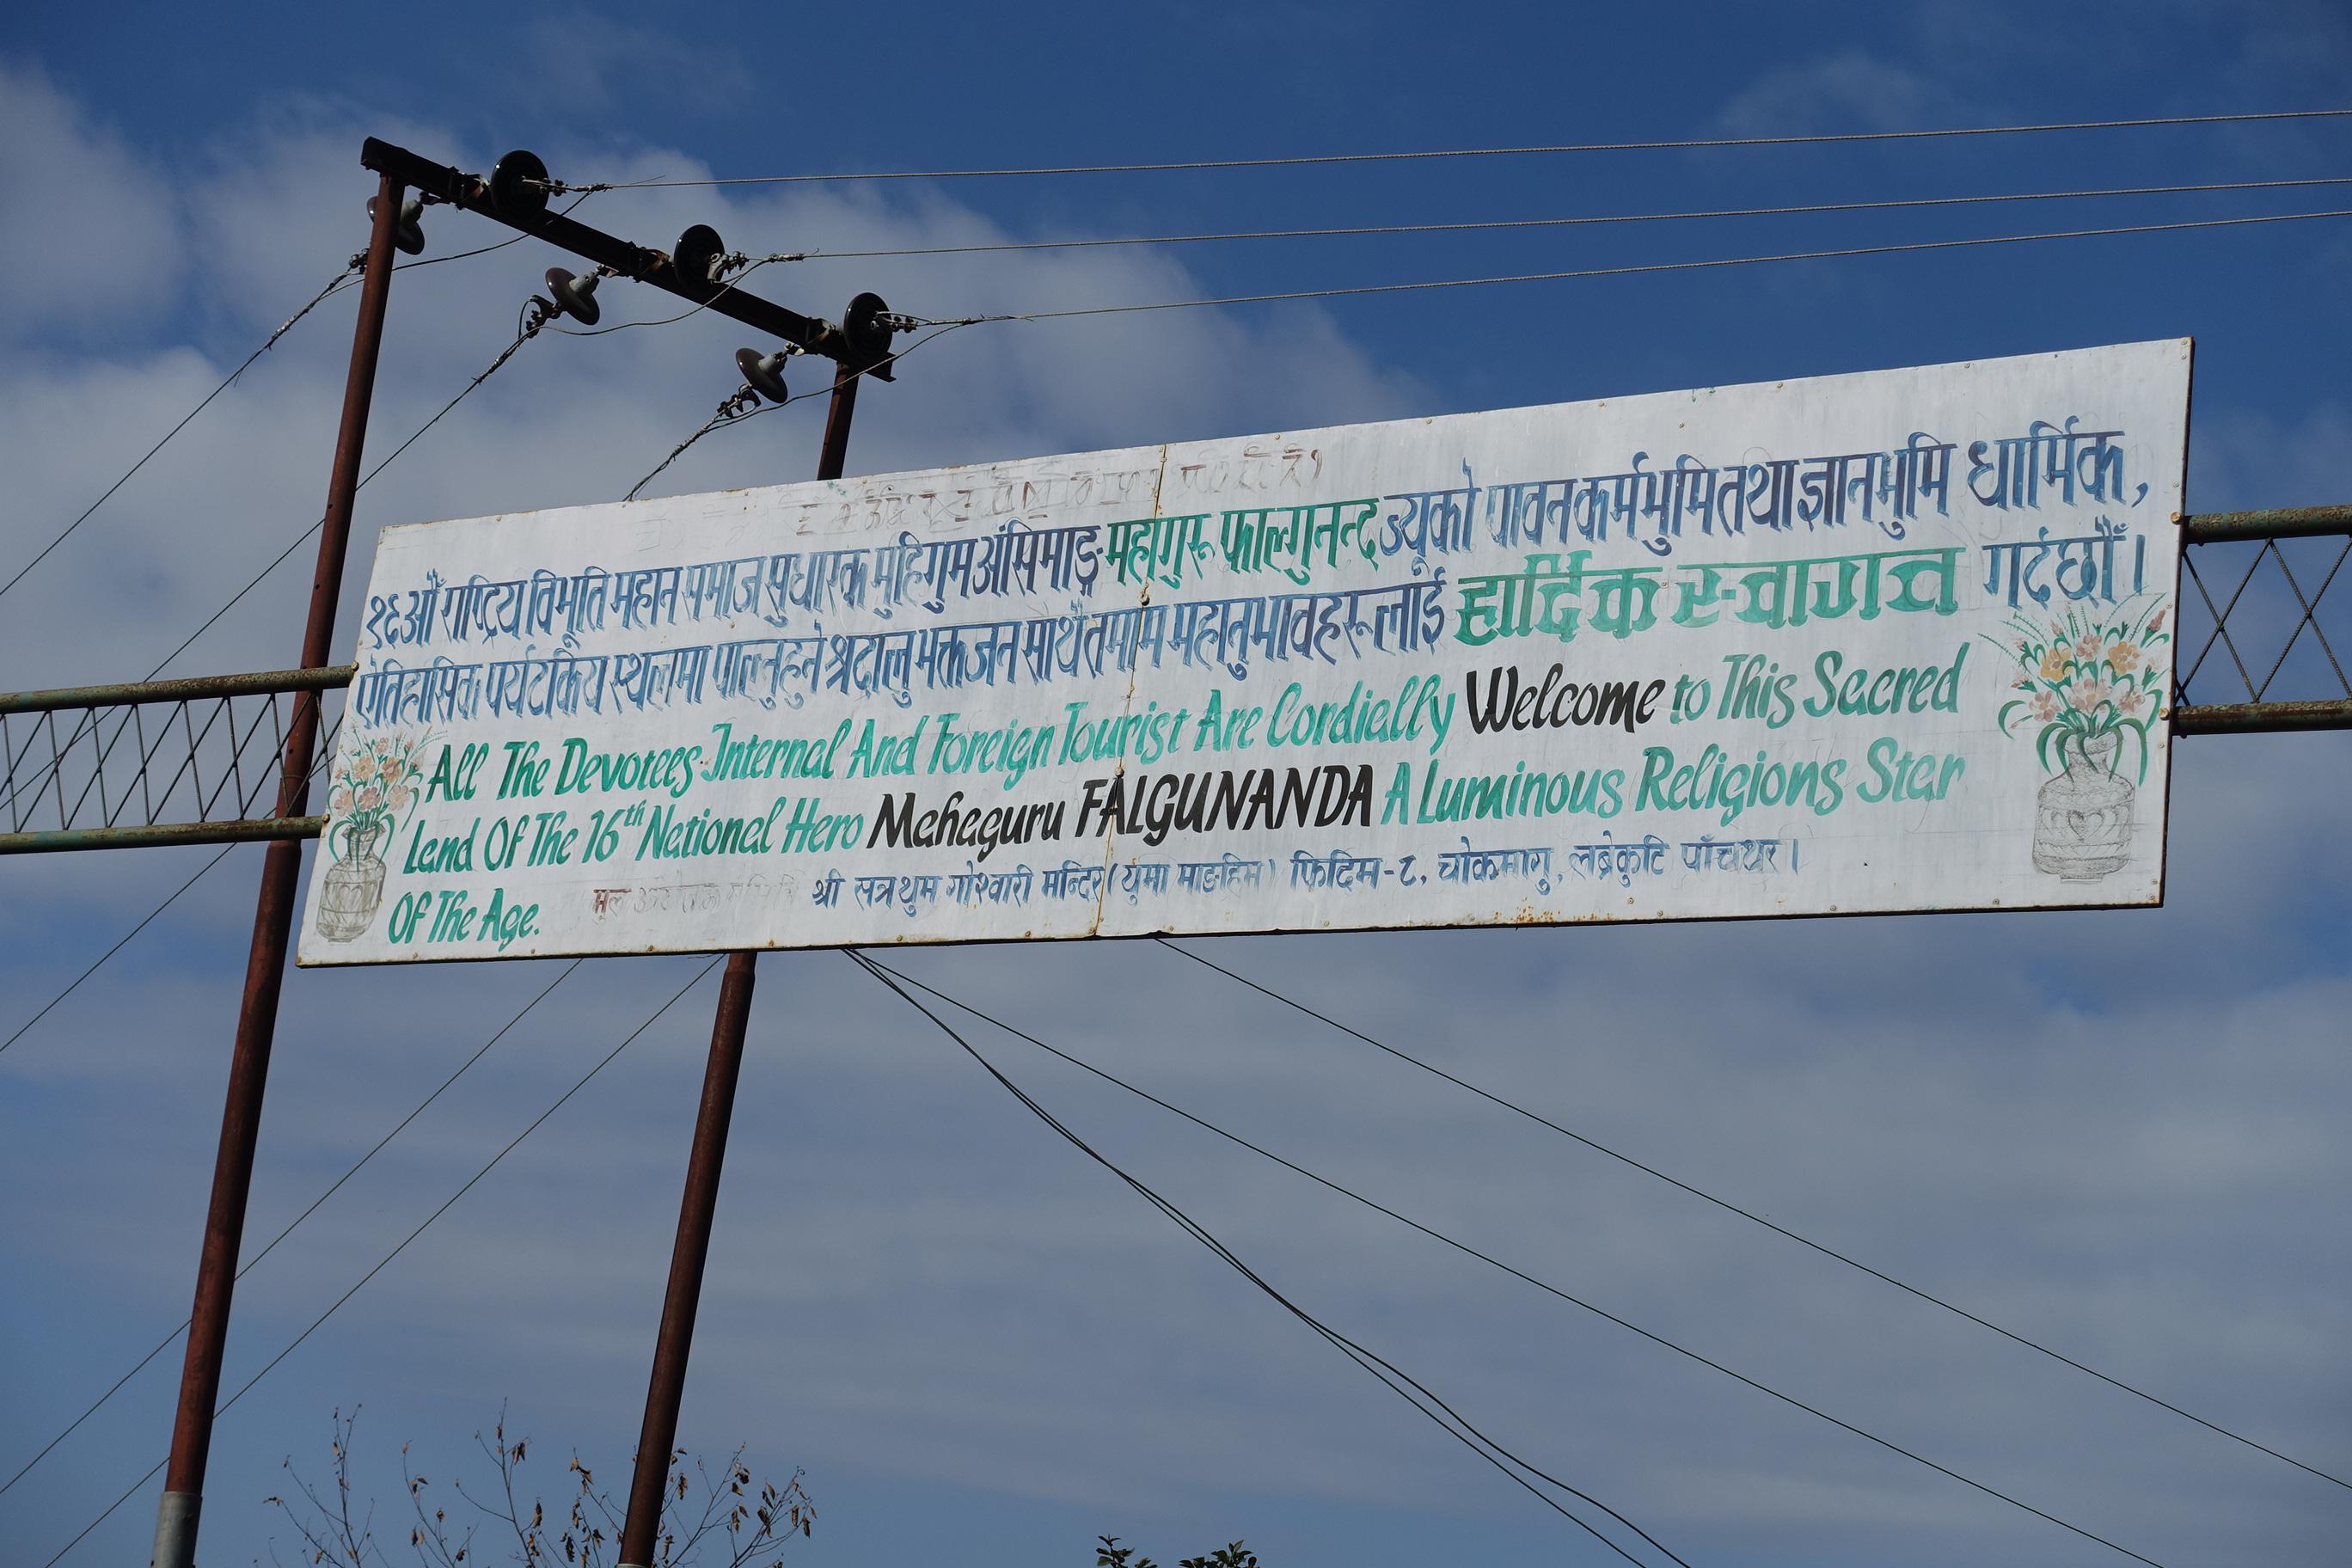 १६औँ राष्ट्रिय विभूति महान समाज सुधारक मुहिगुम अंसिमाङ महागुरू फाल्गुनन्द ज्यूको पावन कर्मभुमि तथा ज्ञानभुमि धार्मिक,
ऐतिहासिक पर्यटकिय स्थलमा पाल्नुहुने श्रदालु भक्तजन साथै तमाम महानुभावहरूलाई हार्दिक स्वागत गर्दछौँ।
All The Devotees Internal And Foreign Tourist Are Cordially Welcome to This Sacred
Land Of The 16th National Hero Mahaguru FALGUNANDA A Luminous Religions Star
Of The Age.
श्री सत्रथुम गोश्वारी मन्दिर (युमा माङहिम) फिदिम-८, चोकमागु, लब्रेकुटि पाँचथर।